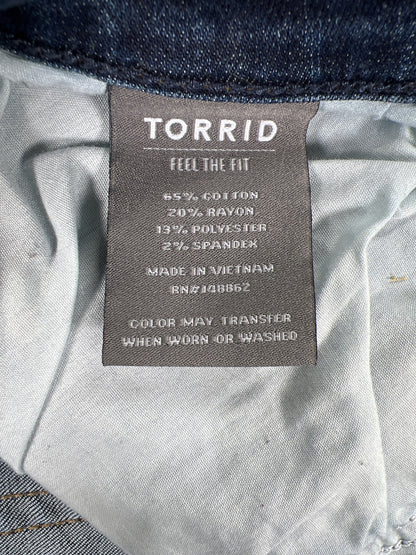 TORRID
FEEL THE FIT
65% COTTON
20% RAYON
13% POLYESTER
2% SPANDEX
MADE IN VIETNAM
RN#148862
COLOR MAY TRANSFER
WHEN WORN OR WASHED